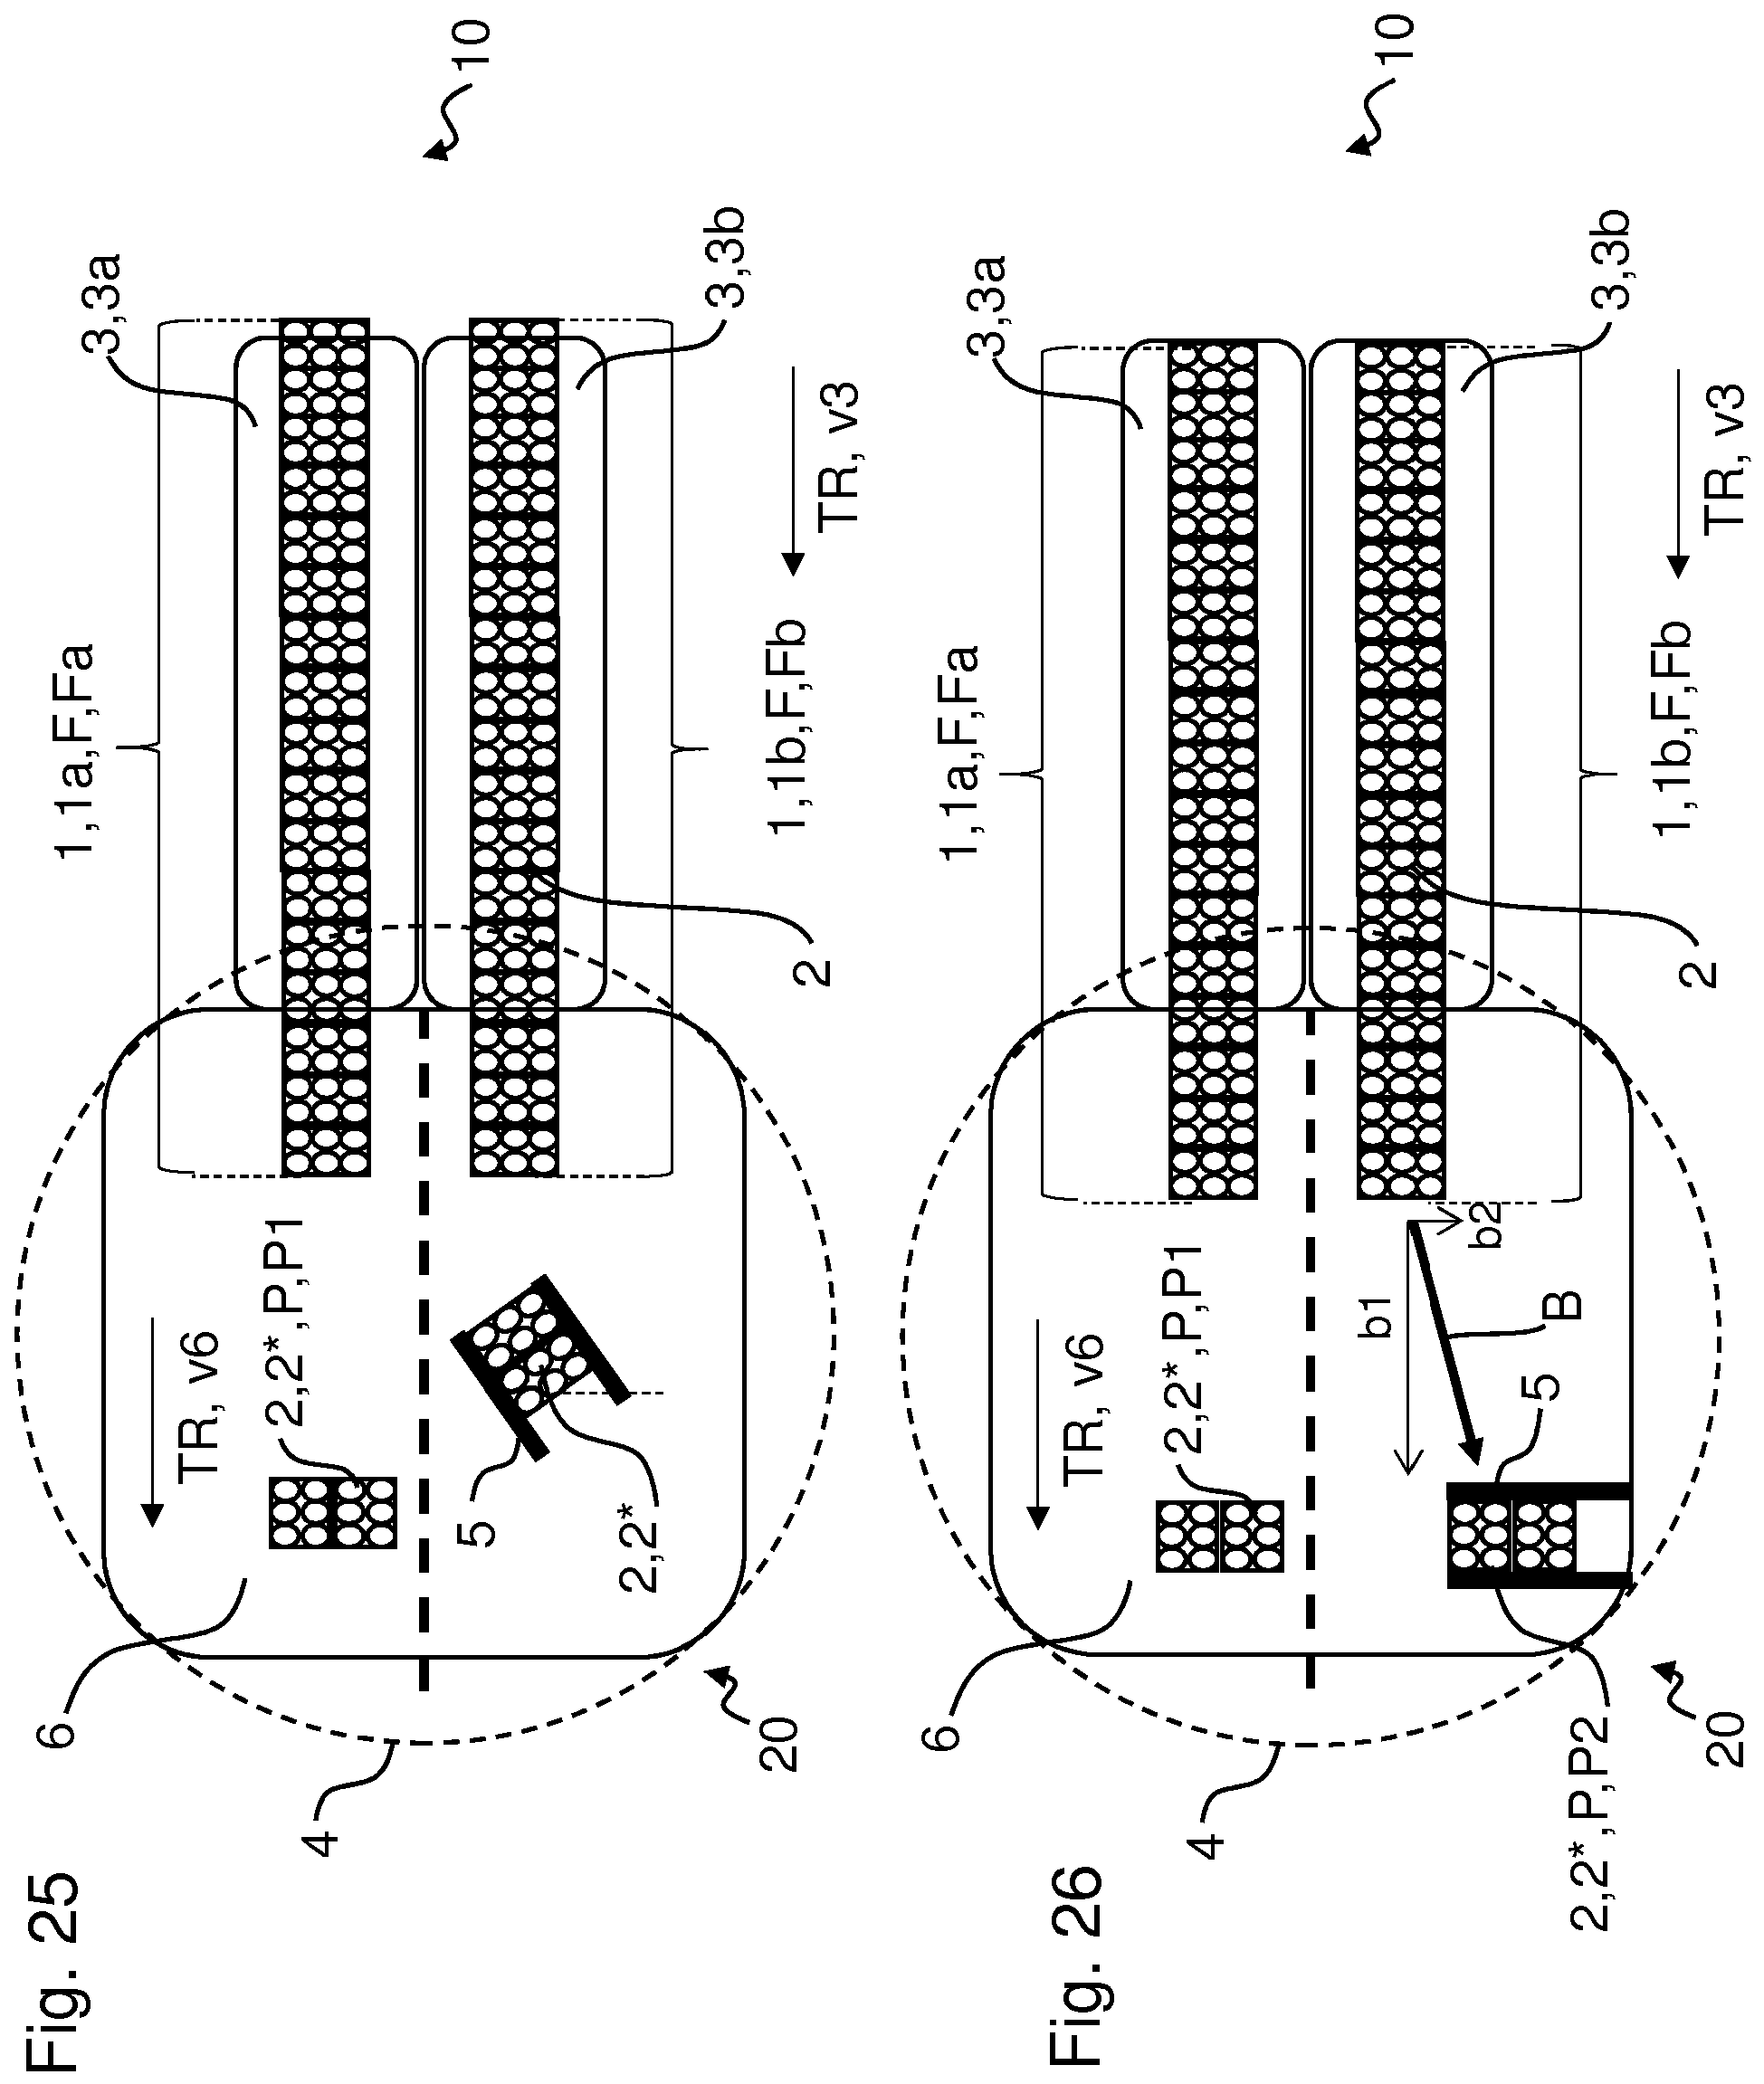 Fig. 25
10
3,3a
3,3b
1,1a,F,Fa
TR, v3
1,1b,F,Fb
2
2,2*,P,P1
TR, v6
5
2,2*
6
20
4
Fig. 26
10
3,3a
3,3b
1,1a,F,Fa
TR, v3
1,1b,F,Fb
2
b2
b1
B
2,2*,P,P1
TR, v6
5
6
20
4
2,2*,P,P2